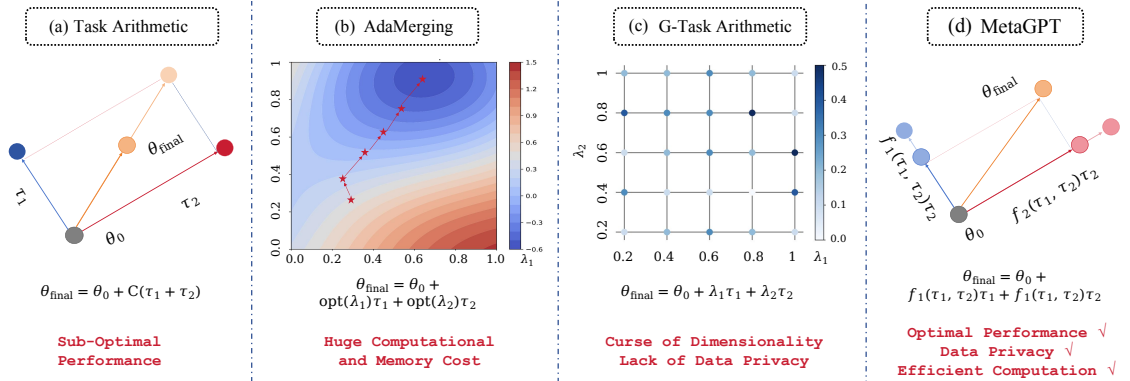 (a) Task Arithmetic
τ₁
θ_final
τ₂
θ₀
θ_final = θ₀ + C(τ₁ + τ₂)
Sub-Optimal
Performance
(b) AdaMerging
1
0.8
0.6
0.4
0.2
0.0
0.0 0.2 0.4 0.6 0.8 1.0
λ₁
1.5
1.2
0.9
0.6
0.3
0.0
−0.3
−0.6
θ_final = θ₀ +
opt(λ₁)τ₁ + opt(λ₂)τ₂
Huge Computational
and Memory Cost
(c) G-Task Arithmetic
λ₂
1
0.8
0.6
0.4
0.2
0.2 0.4 0.6 0.8 1
λ₁
0.5
0.4
0.3
0.2
0.1
0.0
θ_final = θ₀ + λ₁τ₁ + λ₂τ₂
Curse of Dimensionality
Lack of Data Privacy
(d) MetaGPT
θ_final
f₁(τ₁, τ₂)τ₂
f₂(τ₁, τ₂)τ₂
θ₀
θ_final = θ₀ +
f₁(τ₁, τ₂)τ₁ + f₁(τ₁, τ₂)τ₂
Optimal Performance √
Data Privacy √
Efficient Computation √